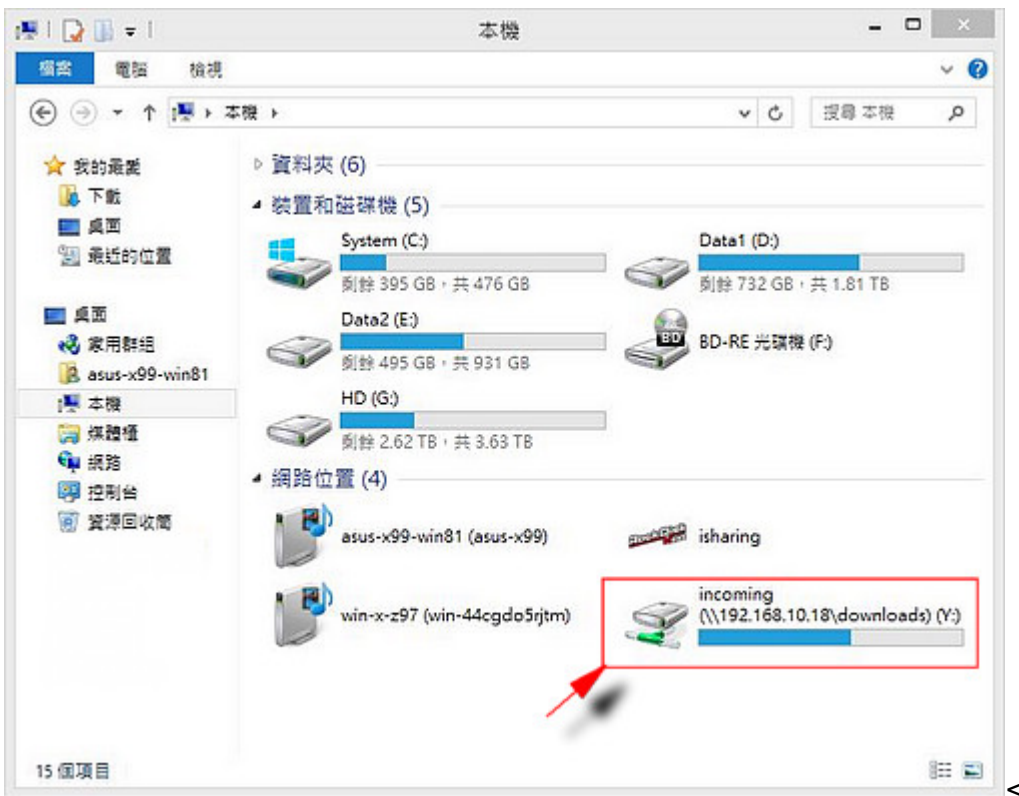 本機
檔案 電腦 檢視
本機
搜尋 本機
我的最愛
下載
桌面
最近的位置
桌面
家用群組
asus-x99-win81
本機
媒體櫃
網路
控制台
資源回收筒
資料夾 (6)
裝置和磁碟機 (5)
System (C:)
剩餘 395 GB，共 476 GB
Data1 (D:)
剩餘 732 GB，共 1.81 TB
Data2 (E:)
剩餘 495 GB，共 931 GB
BD
BD-RE 光碟機 (F:)
HD (G:)
剩餘 2.62 TB，共 3.63 TB
網路位置 (4)
asus-x99-win81 (asus-x99)
isharing
win-x-z97 (win-44cgdo5rjtm)
incoming
(\\192.168.10.18\downloads) (Y:)
15 個項目
<